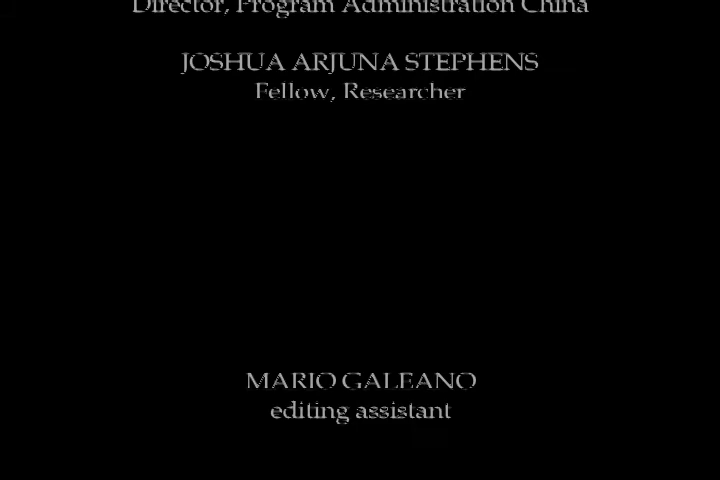 Director, Program Administration China
JOSHUA ARJUNA STEPHENS
Fellow, Researcher
MARIO GALEANO
editing assistant